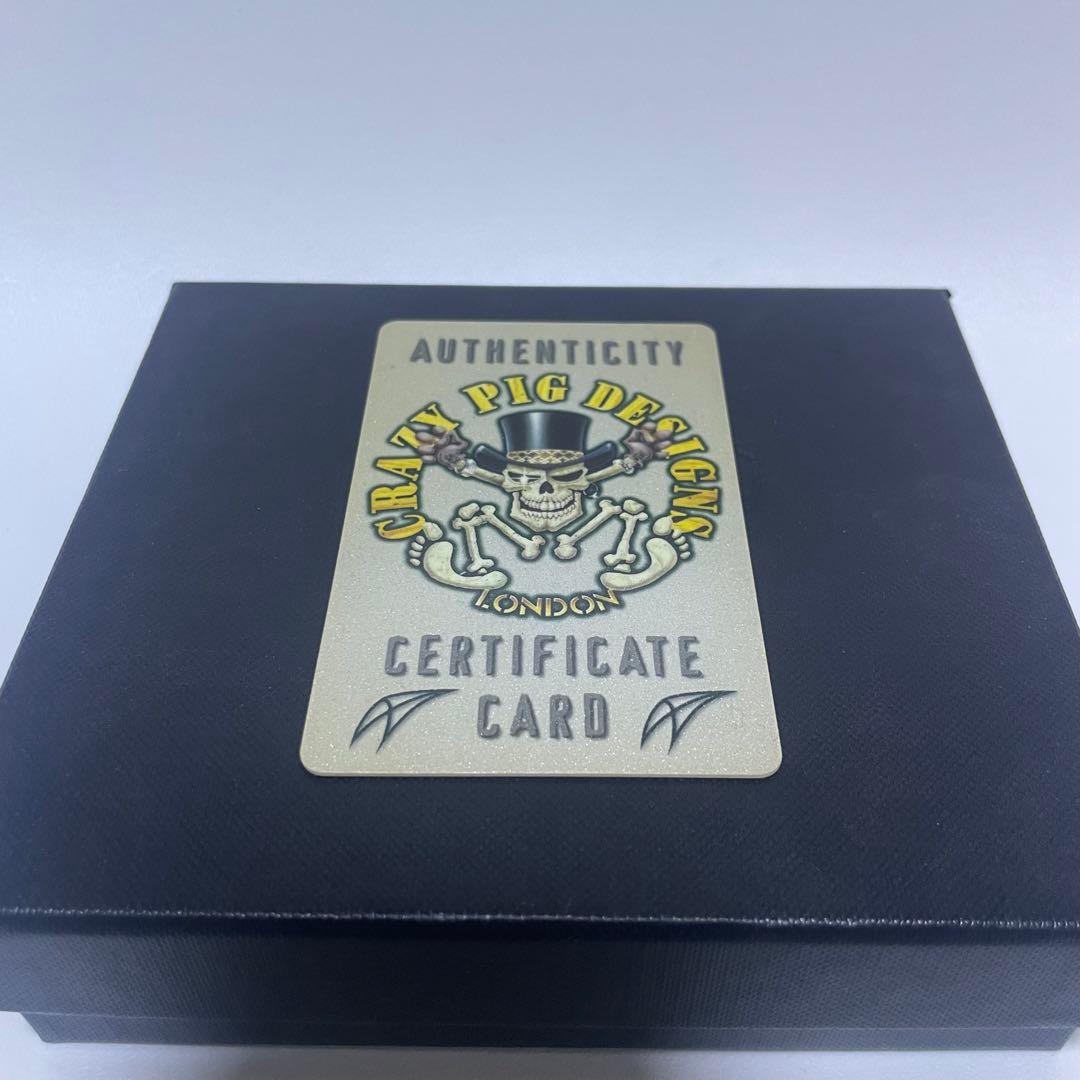 AUTHENTICITY
CRAZY PIG DESIGNS
LONDON
CERTIFICATE
CARD